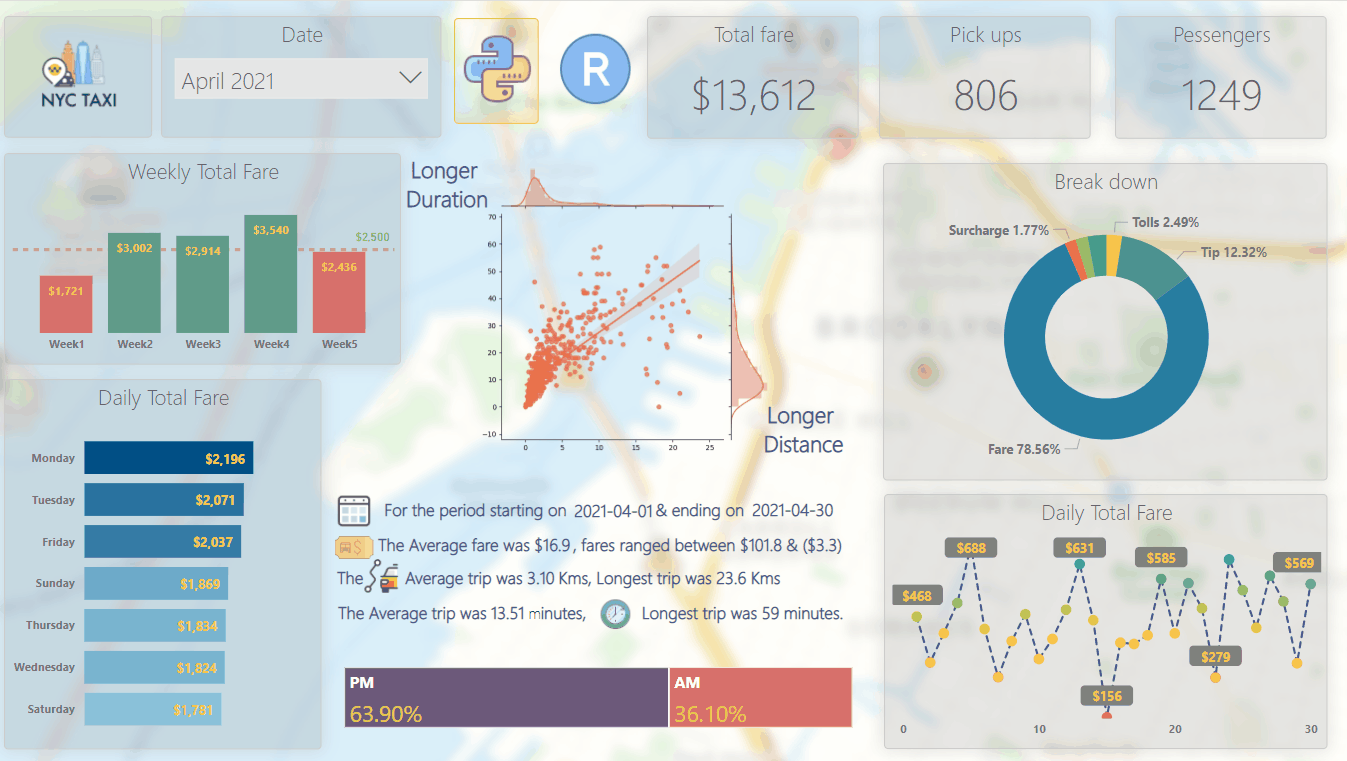 NYC TAXI
Date
April 2021
R
Total fare
$13,612
Pick ups
806
Pessengers
1249
Weekly Total Fare
$2,500
$1,721
$3,002
$2,914
$3,540
$2,436
Week1 Week2 Week3 Week4 Week5
Longer
Duration
70
60
50
40
30
20
10
0
−10
0 5 10 15 20 25
Longer
Distance
Break down
Surcharge 1.77%
Tolls 2.49%
Tip 12.32%
Fare 78.56%
Daily Total Fare
Monday $2,196
Tuesday $2,071
Friday $2,037
Sunday $1,869
Thursday $1,834
Wednesday $1,824
Saturday $1,781
For the period starting on 2021-04-01 & ending on 2021-04-30
The Average fare was $16.9 , fares ranged between $101.8 & ($3.3)
The Average trip was 3.10 Kms, Longest trip was 23.6 Kms
The Average trip was 13.51 minutes, Longest trip was 59 minutes.
PM
63.90%
AM
36.10%
Daily Total Fare
$468
$688
$631
$156
$585
$279
$569
0 10 20 30